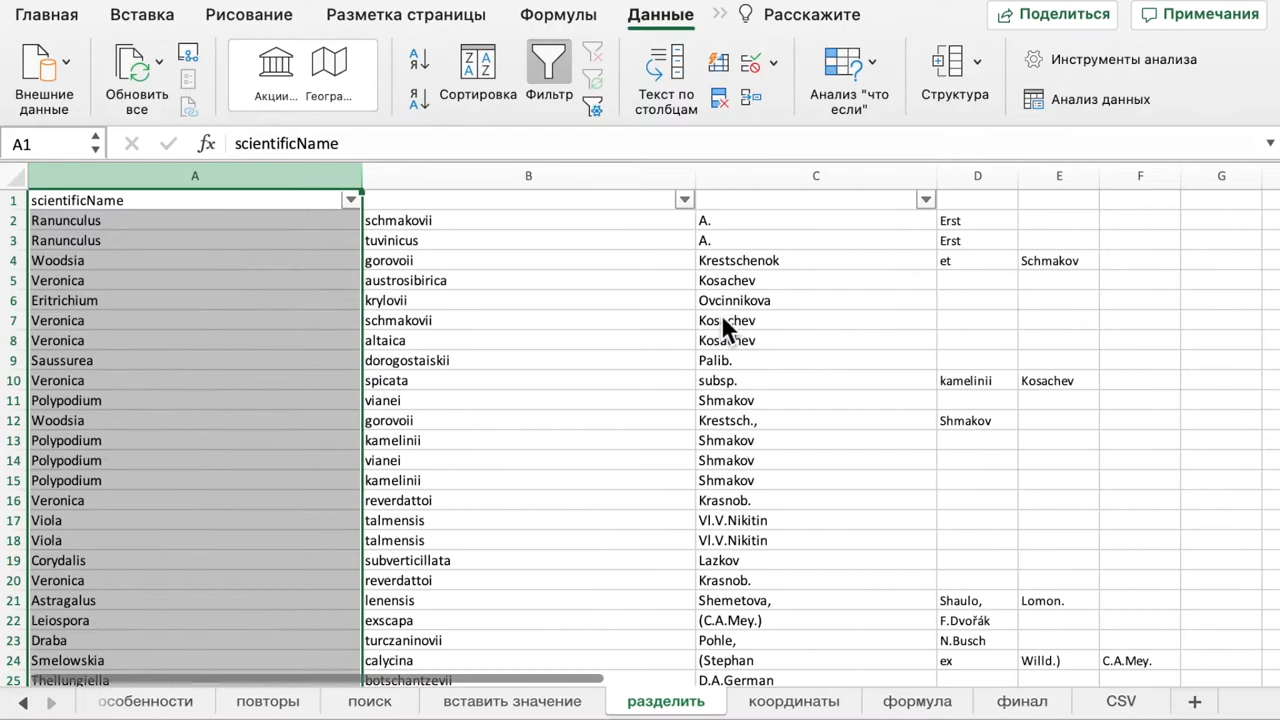 Главная Вставка Рисование Разметка страницы Формулы Данные >> Расскажите Поделиться Примечания
Внешние данные Обновить все Акции... Геогра... А Я Я А Z A A Z Сортировка Фильтр Текст по столбцам Анализ "что если" Структура Инструменты анализа
Анализ данных
A1 fx scientificName
A B C D E F G
1 scientificName
2 Ranunculus schmakovii A. Erst
3 Ranunculus tuvinicus A. Erst
4 Woodsia gorovoii Krestschenok et Schmakov
5 Veronica austrosibirica Kosachev
6 Eritrichium krylovii Ovcinnikova
7 Veronica schmakovii Kosachev
8 Veronica altaica Kosachev
9 Saussurea dorogostaiskii Palib.
10 Veronica spicata subsp. kamelinii Kosachev
11 Polypodium vianei Shmakov
12 Woodsia gorovoii Krestsch., Shmakov
13 Polypodium kamelinii Shmakov
14 Polypodium vianei Shmakov
15 Polypodium kamelinii Shmakov
16 Veronica reverdattoi Krasnob.
17 Viola talmensis Vl.V.Nikitin
18 Viola talmensis Vl.V.Nikitin
19 Corydalis subverticillata Lazkov
20 Veronica reverdattoi Krasnob.
21 Astragalus lenensis Shemetova, Shaulo, Lomon.
22 Leiospora exscapa (C.A.Mey.) F.Dvořák
23 Draba turczaninovii Pohle, N.Busch
24 Smelowskia calycina (Stephan ex Willd.) C.A.Mey.
25 Thellungiella botschantzevii D.A.German
особенности повторы поиск вставить значение разделить координаты формула финал CSV +